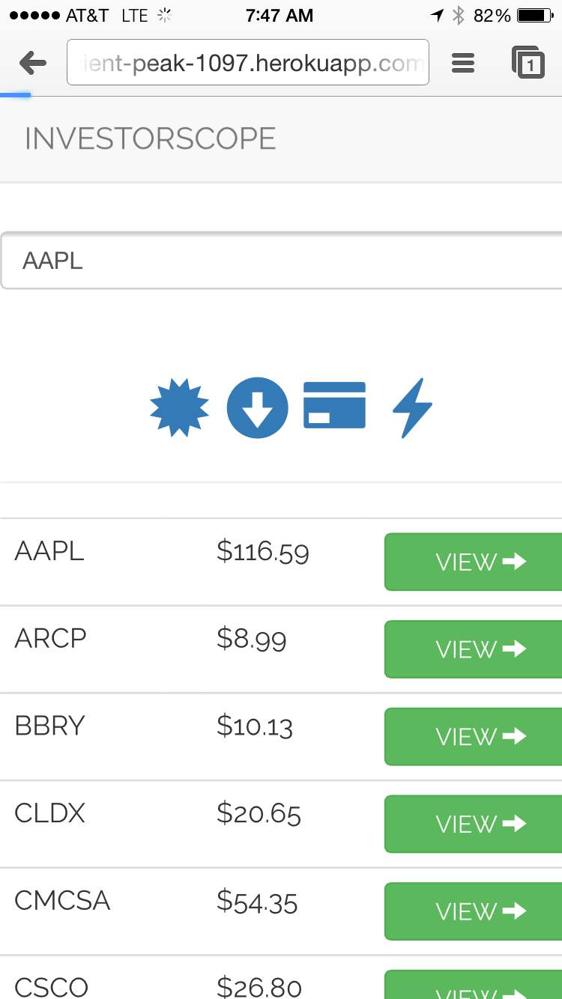 ●●●●● AT&T LTE 7:47 AM 82%
ient-peak-1097.herokuapp.com 1
INVESTORSCOPE
AAPL
AAPL $116.59 VIEW
ARCP $8.99 VIEW
BBRY $10.13 VIEW
CLDX $20.65 VIEW
CMCSA $54.35 VIEW
CSCO $26.80 VIEW